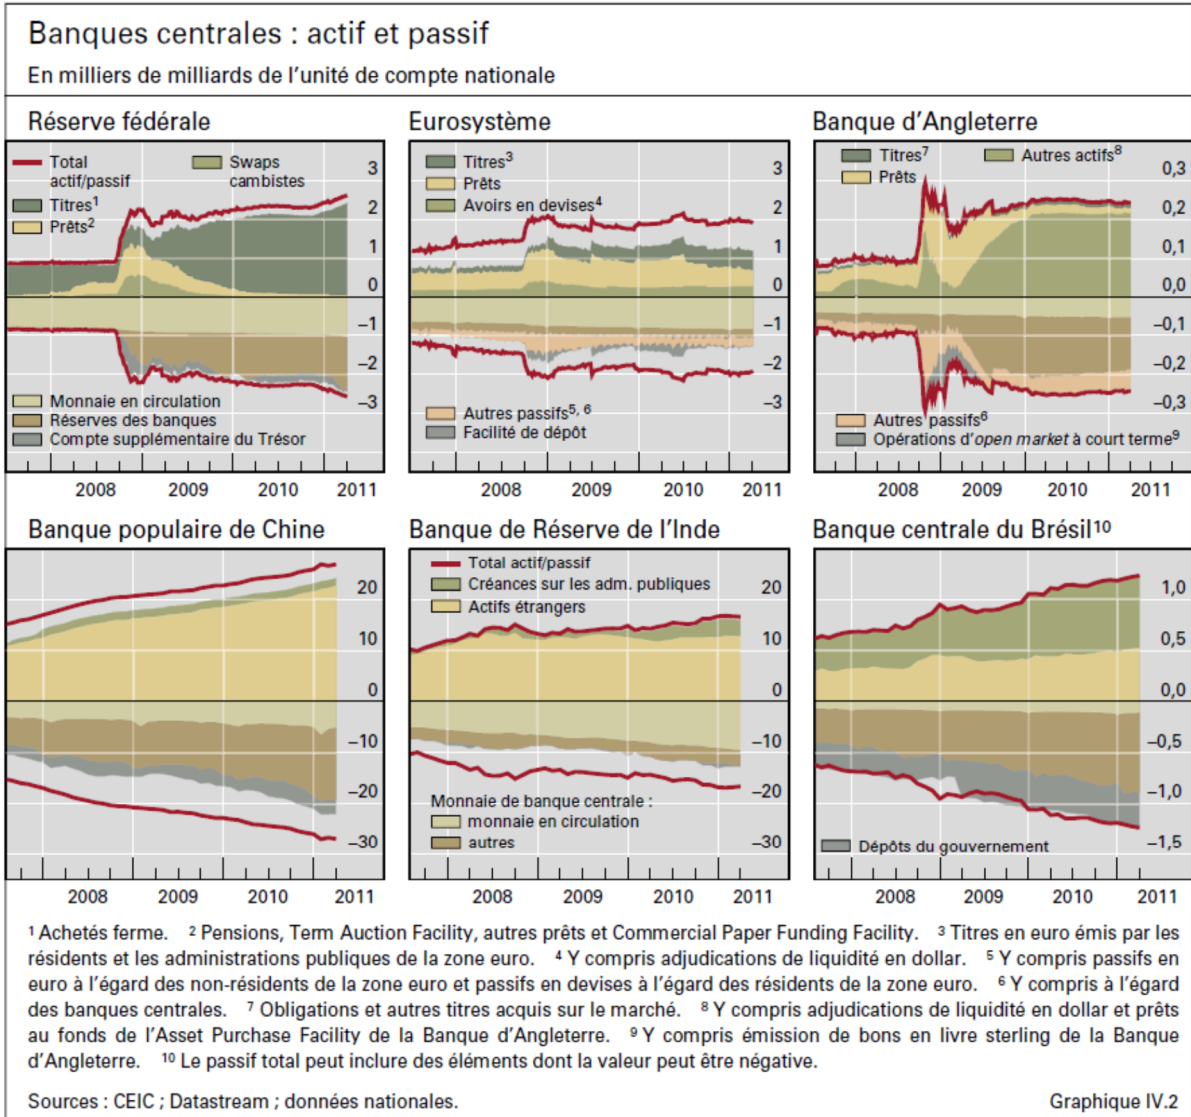 Banques centrales : actif et passif
En milliers de milliards de l'unité de compte nationale
Réserve fédérale
Total
actif/passif
Swaps
cambistes
Titres¹
Prêts²
3
2
1
0
–1
–2
–3
Monnaie en circulation
Réserves des banques
Compte supplémentaire du Trésor
2008 2009 2010 2011
Eurosystème
Titres³
Prêts
Avoirs en devises⁴
3
2
1
0
–1
–2
–3
Autres passifs⁵, ⁶
Facilité de dépôt
2008 2009 2010 2011
Banque d'Angleterre
Titres⁷
Autres actifs⁸
Prêts
0,3
0,2
0,1
0,0
–0,1
–0,2
–0,3
Autres passifs⁶
Opérations d'open market à court terme⁹
2008 2009 2010 2011
Banque populaire de Chine
20
10
0
–10
–20
–30
2008 2009 2010 2011
Banque de Réserve de l'Inde
Total actif/passif
Créances sur les adm. publiques
Actifs étrangers
20
10
0
–10
–20
–30
Monnaie de banque centrale :
monnaie en circulation
autres
2008 2009 2010 2011
Banque centrale du Brésil¹⁰
1,0
0,5
0,0
–0,5
–1,0
–1,5
Dépôts du gouvernement
2008 2009 2010 2011
¹ Achetés ferme. ² Pensions, Term Auction Facility, autres prêts et Commercial Paper Funding Facility. ³ Titres en euro émis par les
résidents et les administrations publiques de la zone euro. ⁴ Y compris adjudications de liquidité en dollar. ⁵ Y compris passifs en
euro à l'égard des non-résidents de la zone euro et passifs en devises à l'égard des résidents de la zone euro. ⁶ Y compris à l'égard
des banques centrales. ⁷ Obligations et autres titres acquis sur le marché. ⁸ Y compris adjudications de liquidité en dollar et prêts
au fonds de l'Asset Purchase Facility de la Banque d'Angleterre. ⁹ Y compris émission de bons en livre sterling de la Banque
d'Angleterre. ¹⁰ Le passif total peut inclure des éléments dont la valeur peut être négative.
Sources : CEIC ; Datastream ; données nationales.
Graphique IV.2